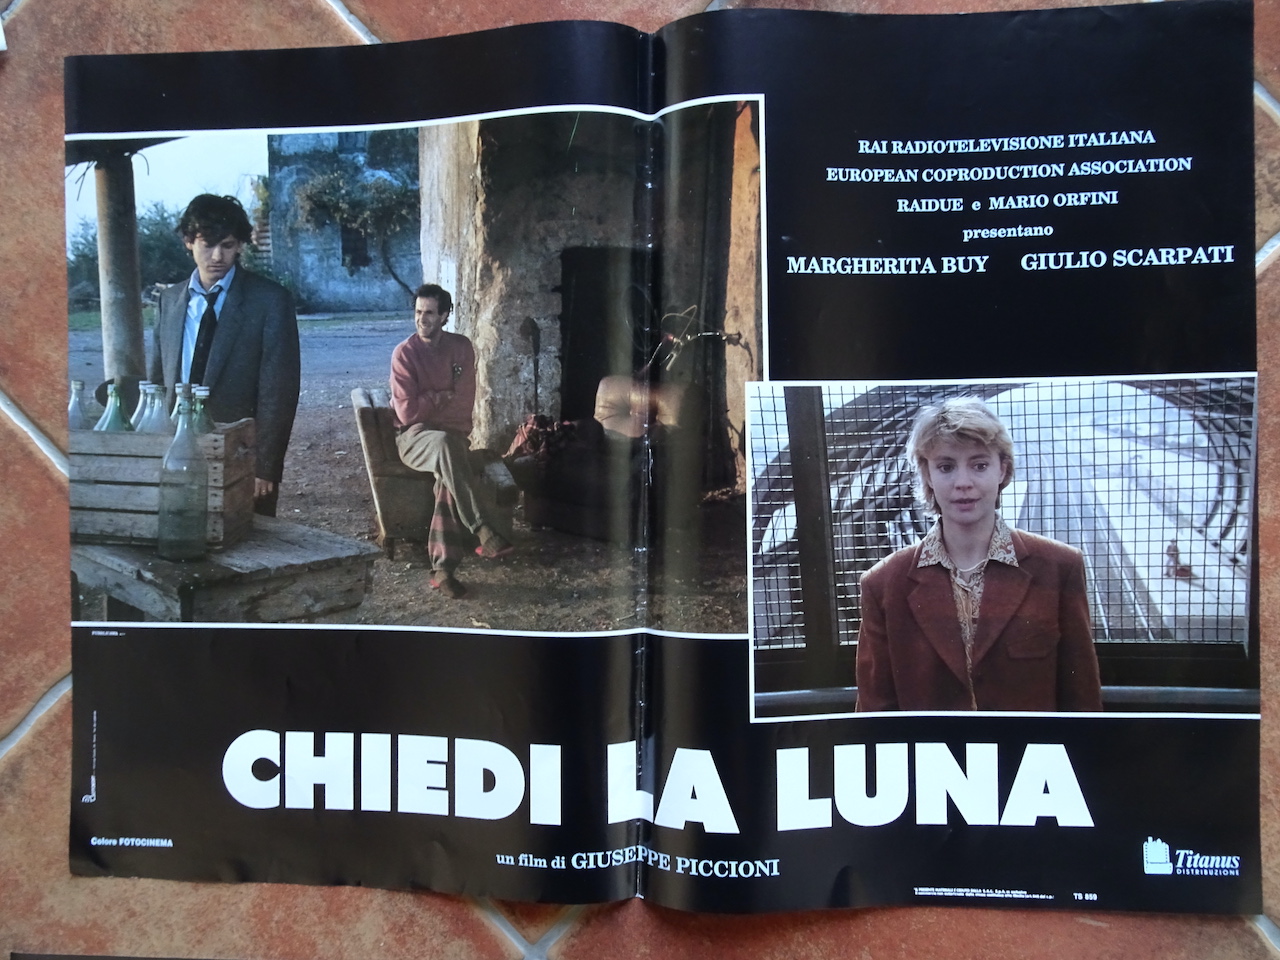 RAI RADIOTELEVISIONE ITALIANA
EUROPEAN COPRODUCTION ASSOCIATION
RAIDUE e MARIO ORFINI
presentano
MARGHERITA BUY GIULIO SCARPATI
CHIEDI LA LUNA
un film di GIUSEPPE PICCIONI
Colore FOTOCINEMA
Titanus
DISTRIBUZIONE
TS 859